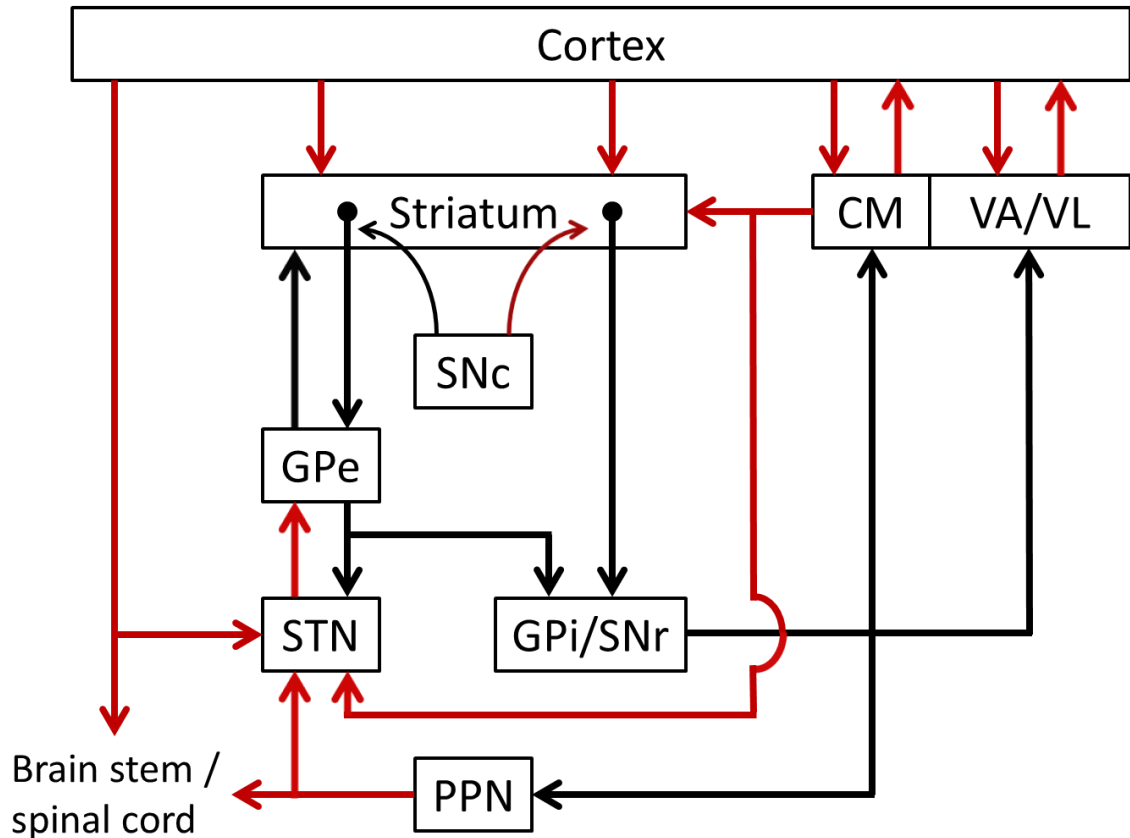 Cortex
Striatum
CM
VA/VL
SNc
GPe
STN
GPi/SNr
Brain stem /
spinal cord
PPN